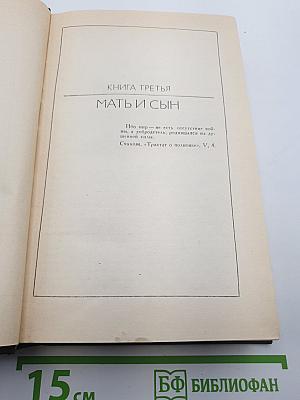 КНИГА ТРЕТЬЯ
МАТЬ И СЫН
Ибо мир — не есть отсутствие вой-
ны, а добродетель, родившаяся из ду-
шевной силы.
Спиноза, «Трактат о политике», V, 4.
15 см
БФ БИБЛИОФАН